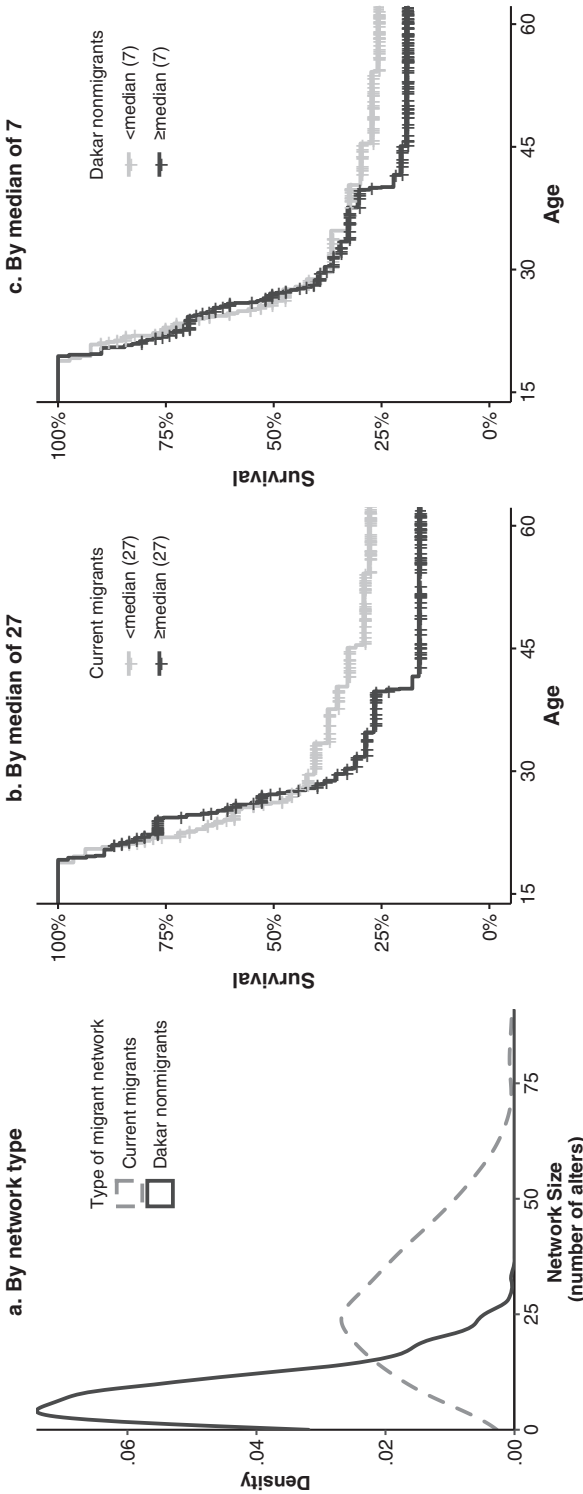 a. By network type
Type of migrant network
Current migrants
Dakar nonmigrants
Density
.06
.04
.02
.00
0
25
50
75
Network Size
(number of alters)
b. By median of 27
Current migrants
<median (27)
≥median (27)
Survival
100%
75%
50%
25%
0%
15
30
45
60
Age
c. By median of 7
Dakar nonmigrants
<median (7)
≥median (7)
Survival
100%
75%
50%
25%
0%
15
30
45
60
Age